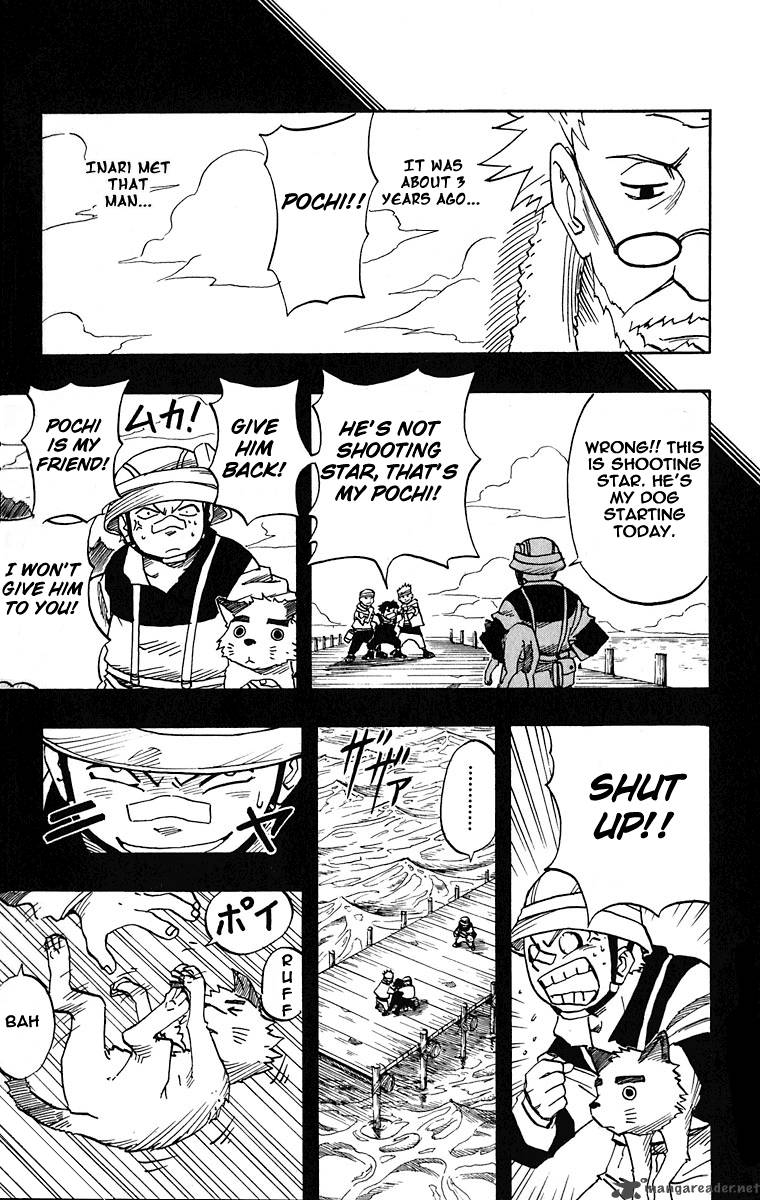 IT WAS
ABOUT 3
YEARS AGO...
POCHI!!
INARI MET
THAT
MAN...
WRONG!! THIS
IS SHOOTING
STAR. HE'S
MY DOG
STARTING
TODAY.
HE'S NOT
SHOOTING
STAR, THAT'S
MY POCHI!
GIVE
HIM
BACK!
ムカ!
POCHI
IS MY
FRIEND!
I WON'T
GIVE HIM
TO YOU!
SHUT
UP!!
.........
ザザァ
ニヤ
ポイ
RUFF
BAH
mangareader.net